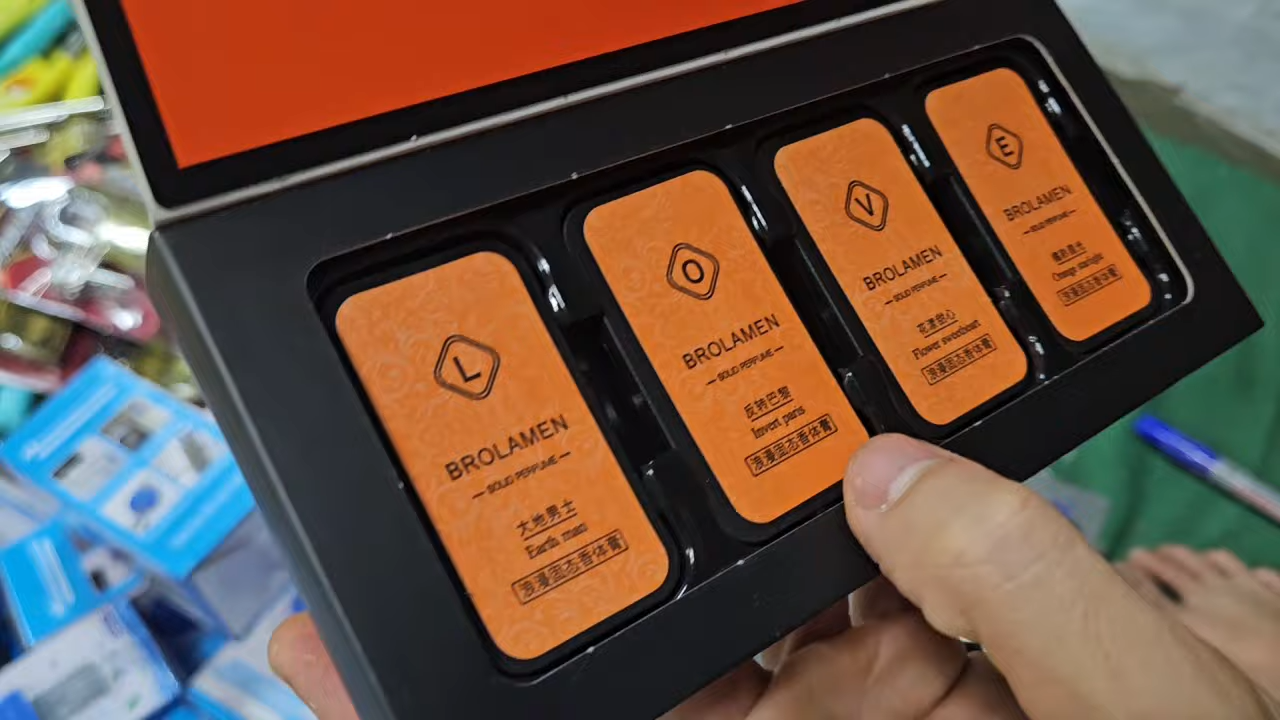 L
BROLAMEN
SOLID PERFUME
大地男士
Earth man
浪漫固态香体膏
O
BROLAMEN
SOLID PERFUME
反转巴黎
Invert paris
浪漫固态香体膏
V
BROLAMEN
SOLID PERFUME
花漾甜心
Flower sweetheart
浪漫固态香体膏
E
BROLAMEN
SOLID PERFUME
Orange starlight
浪漫固态香体膏